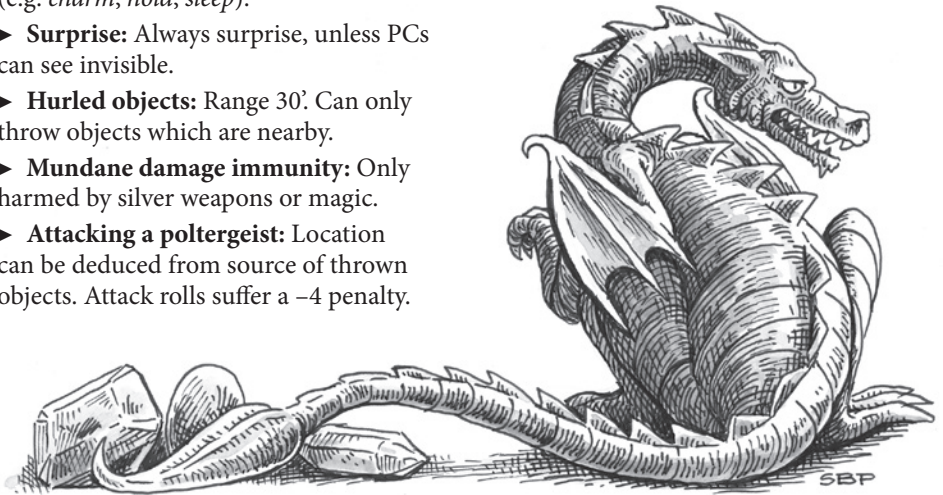 (e.g. charm, hold, sleep).
► Surprise: Always surprise, unless PCs
can see invisible.
► Hurled objects: Range 30’. Can only
throw objects which are nearby.
► Mundane damage immunity: Only
harmed by silver weapons or magic.
► Attacking a poltergeist: Location
can be deduced from source of thrown
objects. Attack rolls suffer a –4 penalty.
SBP